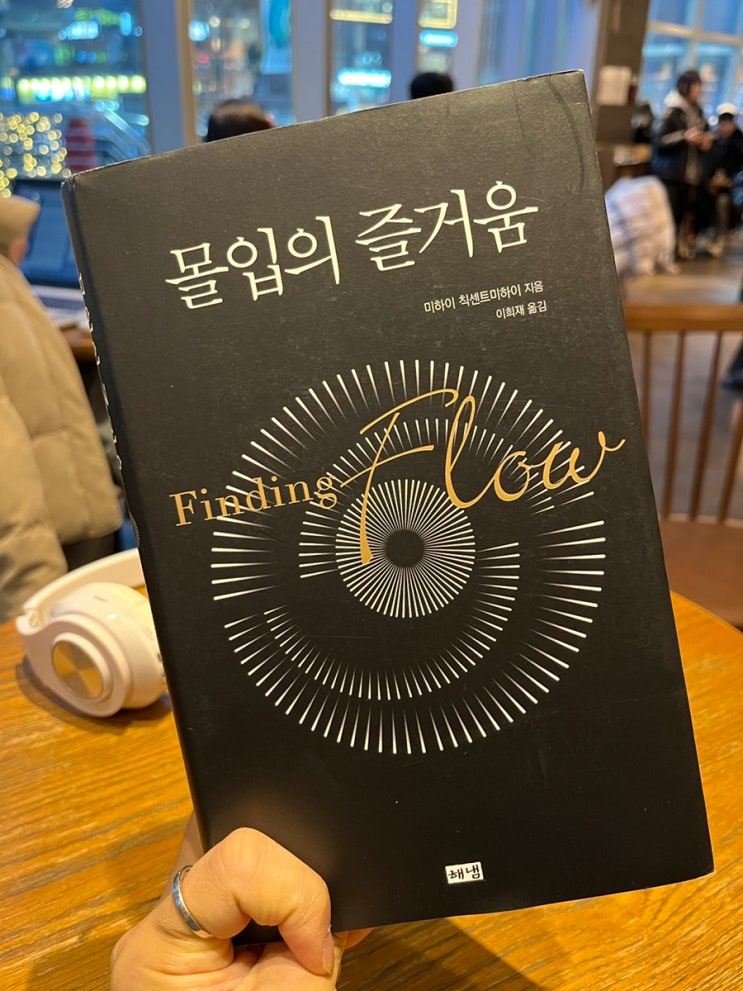 몰입의 즐거움
미하이 칙센트미하이 지음
이희재 옮김
Finding Flow
해냄